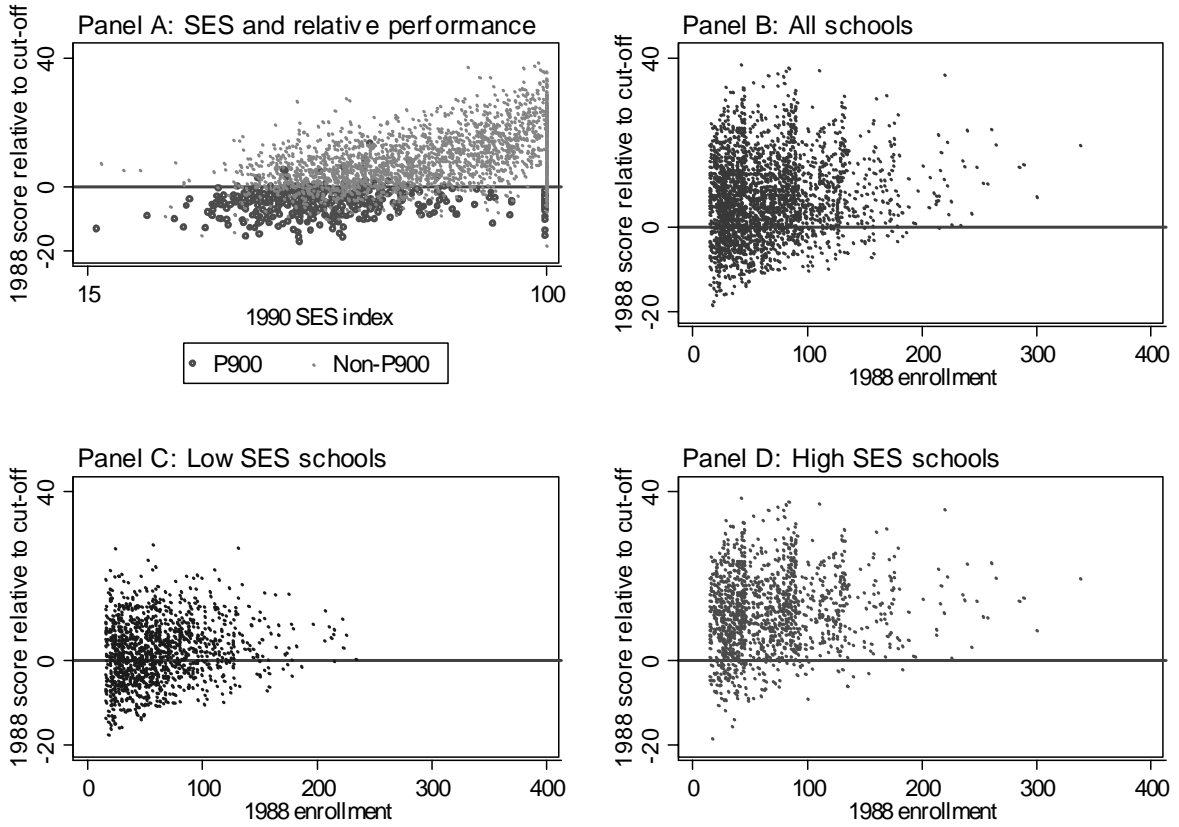 Panel A: SES and relative performance
1988 score relative to cut-off
40
0
-20
15
100
1990 SES index
P900
Non-P900
Panel B: All schools
1988 score relative to cut-off
40
0
-20
0
100
200
300
400
1988 enrollment
Panel C: Low SES schools
1988 score relative to cut-off
40
0
-20
0
100
200
300
400
1988 enrollment
Panel D: High SES schools
1988 score relative to cut-off
40
0
-20
0
100
200
300
400
1988 enrollment